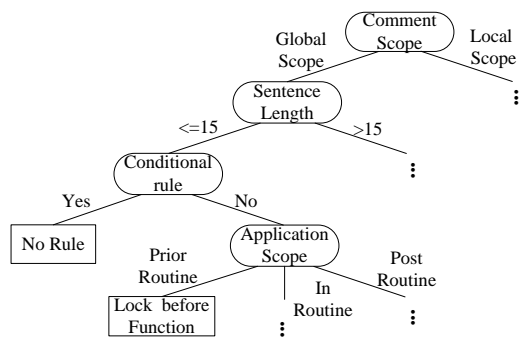 Comment
Scope
Global
Scope
Local
Scope
Sentence
Length
<=15
>15
Conditional
rule
Yes
No
No Rule
Application
Scope
Prior
Routine
In
Routine
Post
Routine
Lock before
Function